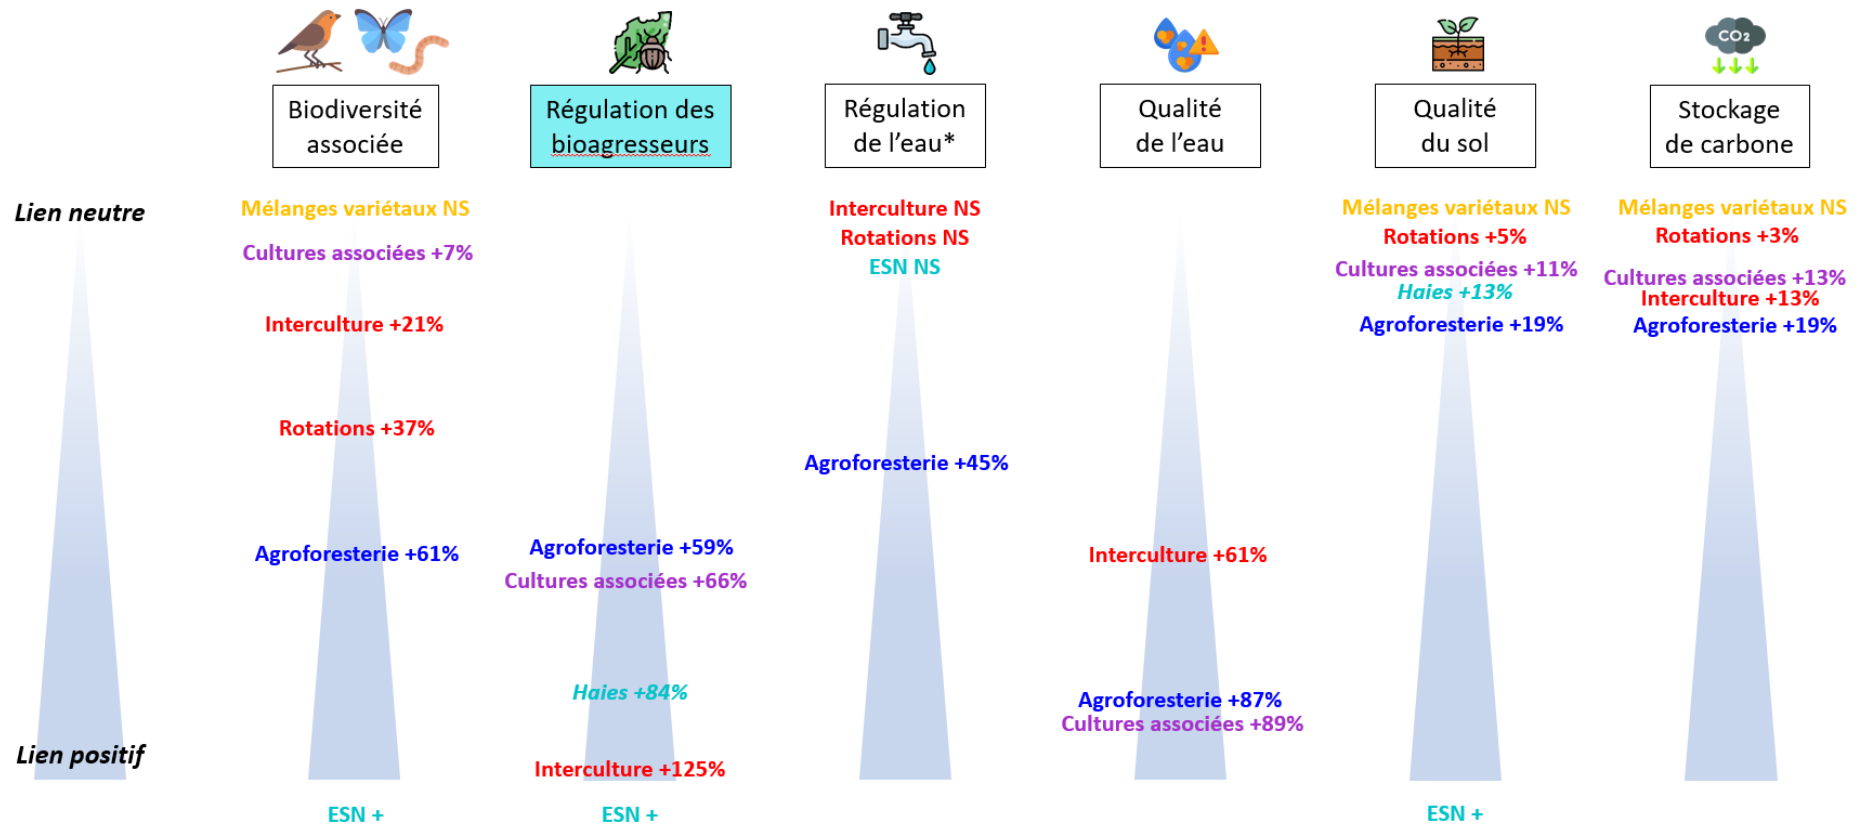 CO₂
Biodiversité
associée
Régulation des
bioagresseurs
Régulation
de l'eau*
Qualité
de l'eau
Qualité
du sol
Stockage
de carbone
Lien neutre
Lien positif
Mélanges variétaux NS
Cultures associées +7%
Interculture +21%
Rotations +37%
Agroforesterie +61%
ESN +
Agroforesterie +59%
Cultures associées +66%
Haies +84%
Interculture +125%
ESN +
Interculture NS
Rotations NS
ESN NS
Agroforesterie +45%
Interculture +61%
Agroforesterie +87%
Cultures associées +89%
Mélanges variétaux NS
Rotations +5%
Cultures associées +11%
Haies +13%
Agroforesterie +19%
ESN +
Mélanges variétaux NS
Rotations +3%
Cultures associées +13%
Interculture +13%
Agroforesterie +19%